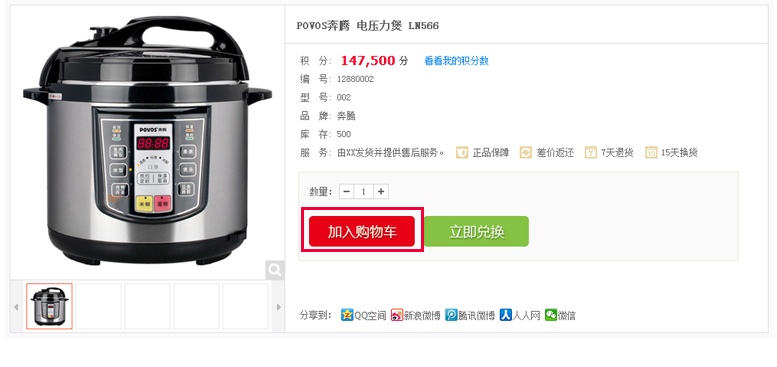 POVOS奔腾 电压力煲 LN566
积 分: 147,500 分 看看我的积分数
编 号: 12880002
型 号: 002
品 牌: 奔腾
库 存: 500
服 务: 由XX发货并提供售后服务。 正品保障 差价返还 7天退货 15天换货
数量: 1
加入购物车 立即兑换
分享到: QQ空间 新浪微博 腾讯微博 人人网 微信
POVOS 奔腾
88:88